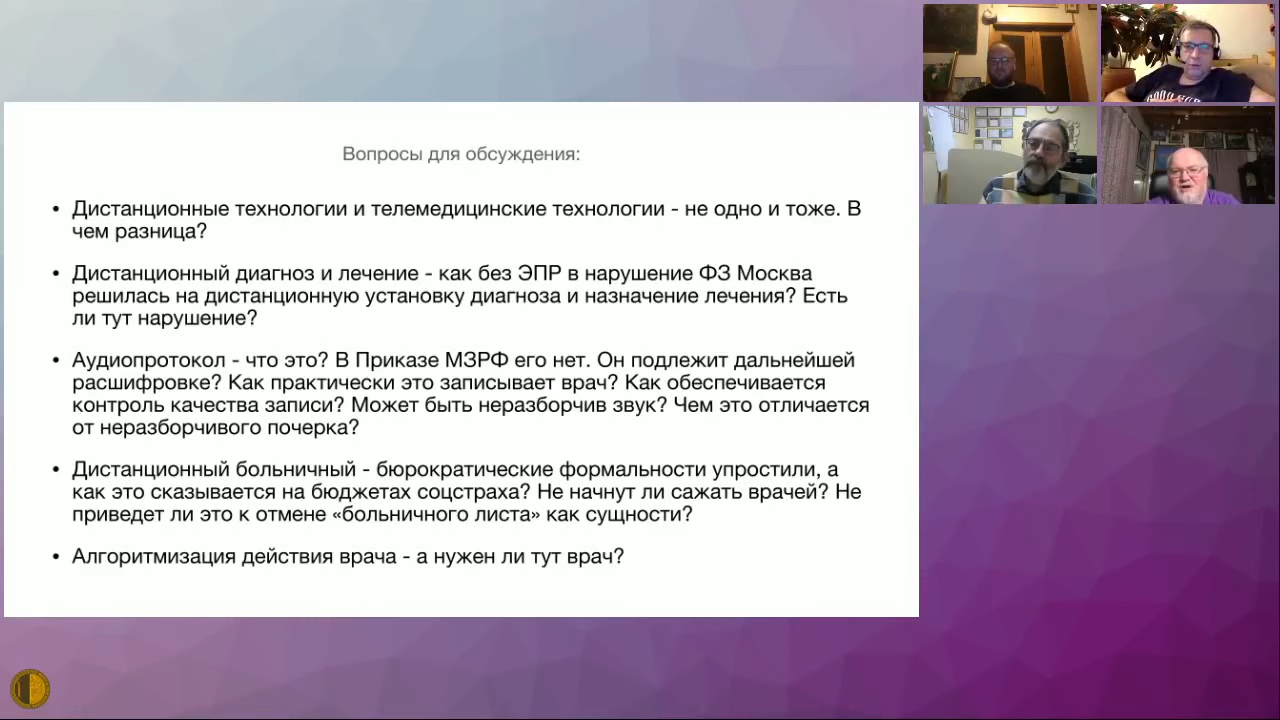 Вопросы для обсуждения:
• Дистанционные технологии и телемедицинские технологии - не одно и тоже. В
чем разница?
• Дистанционный диагноз и лечение - как без ЭПР в нарушение ФЗ Москва
решилась на дистанционную установку диагноза и назначение лечения? Есть
ли тут нарушение?
• Аудиопротокол - что это? В Приказе МЗРФ его нет. Он подлежит дальнейшей
расшифровке? Как практически это записывает врач? Как обеспечивается
контроль качества записи? Может быть неразборчив звук? Чем это отличается
от неразборчивого почерка?
• Дистанционный больничный - бюрократические формальности упростили, а
как это сказывается на бюджетах соцстраха? Не начнут ли сажать врачей? Не
приведет ли это к отмене «больничного листа» как сущности?
• Алгоритмизация действия врача - а нужен ли тут врач?